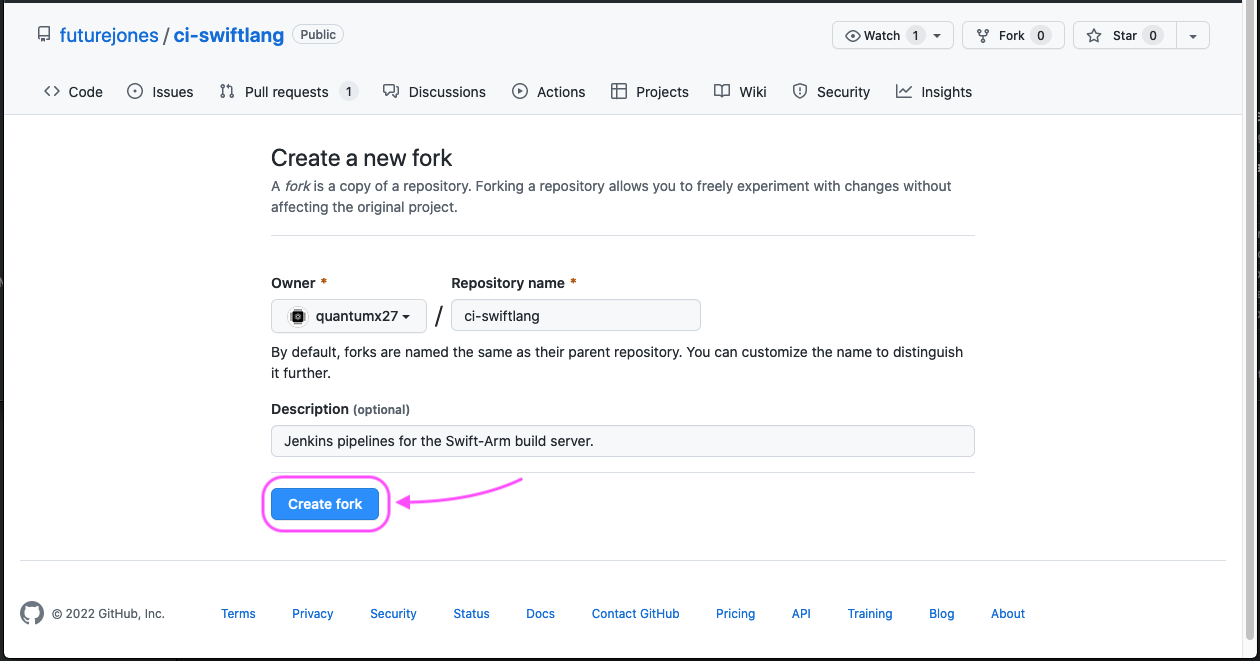 futurejones / ci-swiftlang Public Watch 1 Fork 0 Star 0
Code Issues Pull requests 1 Discussions Actions Projects Wiki Security Insights
Create a new fork
A fork is a copy of a repository. Forking a repository allows you to freely experiment with changes without
affecting the original project.
Owner * Repository name *
quantumx27 / ci-swiftlang
By default, forks are named the same as their parent repository. You can customize the name to distinguish
it further.
Description (optional)
Jenkins pipelines for the Swift-Arm build server.
Create fork
© 2022 GitHub, Inc. Terms Privacy Security Status Docs Contact GitHub Pricing API Training Blog About